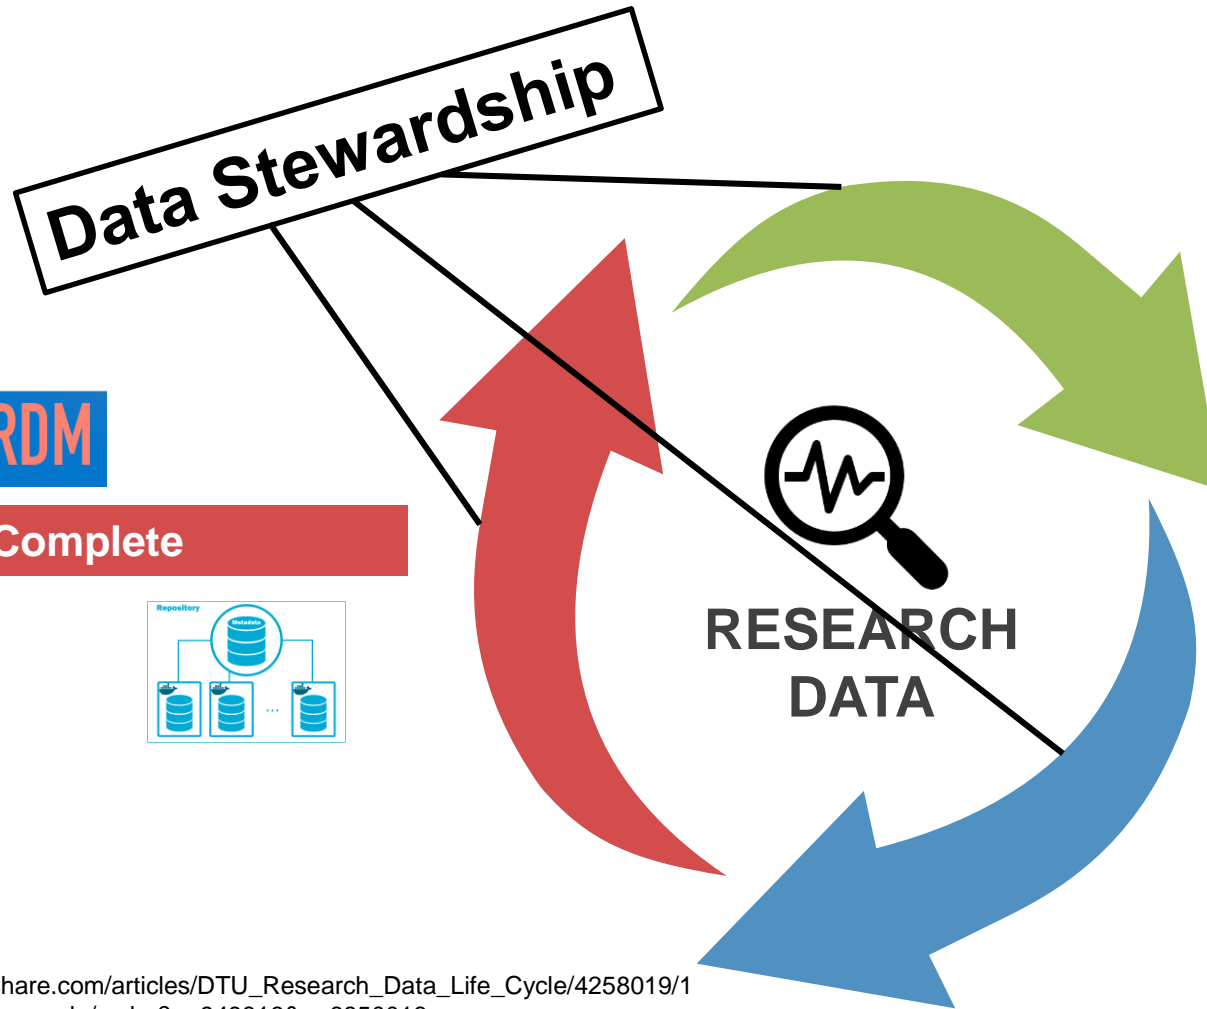 Data Stewardship
RDM
Complete
Repository
Metadata
...
RESEARCH
DATA
hare.com/articles/DTU_Research_Data_Life_Cycle/4258019/1